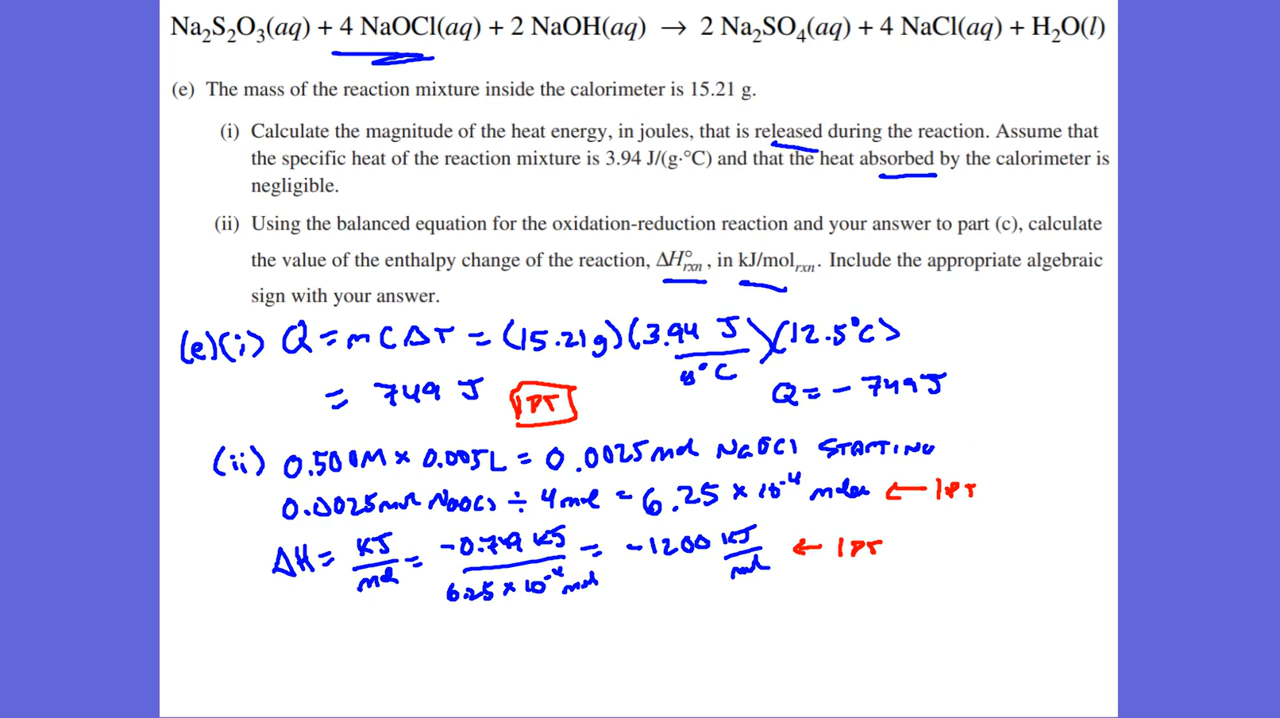 Na₂S₂O₃(aq) + 4 NaOCl(aq) + 2 NaOH(aq) → 2 Na₂SO₄(aq) + 4 NaCl(aq) + H₂O(l)
(e) The mass of the reaction mixture inside the calorimeter is 15.21 g.
(i) Calculate the magnitude of the heat energy, in joules, that is released during the reaction. Assume that
the specific heat of the reaction mixture is 3.94 J/(g·°C) and that the heat absorbed by the calorimeter is
negligible.
(ii) Using the balanced equation for the oxidation-reduction reaction and your answer to part (c), calculate
the value of the enthalpy change of the reaction, ΔH°rxn, in kJ/molrxn. Include the appropriate algebraic
sign with your answer.
(e)(i) Q = mCΔT = (15.21g)(3.94 J/g°C)(12.5°C)
= 749 J 1PT Q = -749J
(ii) 0.500M × 0.005L = 0.0025mol NaOCl STARTING
0.0025mol NaOCl ÷ 4mol = 6.25 × 10⁻⁴ moles ← 1PT
ΔH = KJ/mol = -0.749 KJ/6.25 × 10⁻⁴ mol = -1200 KJ/mol ← 1PT